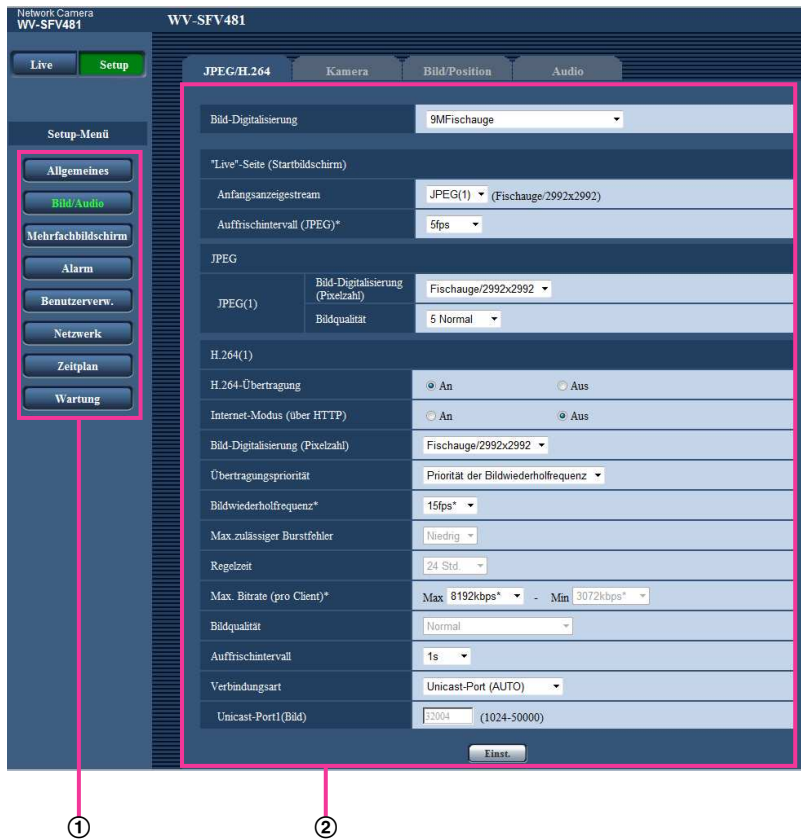 Network Camera
WV-SFV481
WV-SFV481
Live Setup
Setup-Menü
Allgemeines
Bild/Audio
Mehrfachbildschirm
Alarm
Benutzerverw.
Netzwerk
Zeitplan
Wartung
JPEG/H.264 Kamera Bild/Position Audio
Bild-Digitalisierung 9MFischauge
"Live"-Seite (Startbildschirm)
Anfangsanzeigestream JPEG(1) (Fischauge/2992x2992)
Auffrischintervall (JPEG)* 5fps
JPEG
JPEG(1) Bild-Digitalisierung (Pixelzahl) Fischauge/2992x2992
Bildqualität 5 Normal
H.264(1)
H.264-Übertragung An Aus
Internet-Modus (über HTTP) An Aus
Bild-Digitalisierung (Pixelzahl) Fischauge/2992x2992
Übertragungspriorität Priorität der Bildwiederholfrequenz
Bildwiederholfrequenz* 15fps*
Max.zulässiger Burstfehler Niedrig
Regelzeit 24 Std.
Max. Bitrate (pro Client)* Max 8192kbps* - Min 3072kbps*
Bildqualität Normal
Auffrischintervall 1s
Verbindungsart Unicast-Port (AUTO)
Unicast-Port1(Bild) 32004 (1024-50000)
Einst.
① ②